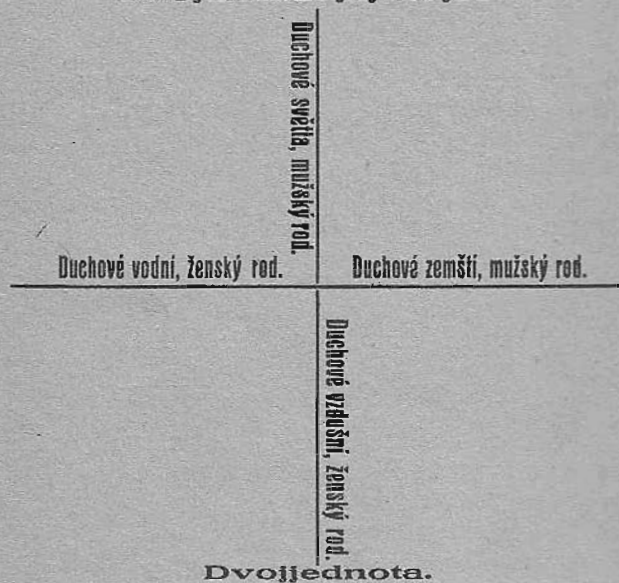 Duchové světla, mužský rod.
Duchové vodní, ženský rod.
Duchové zemští, mužský rod.
Duchové vzdušní, ženský rod.
Dvojjednota.